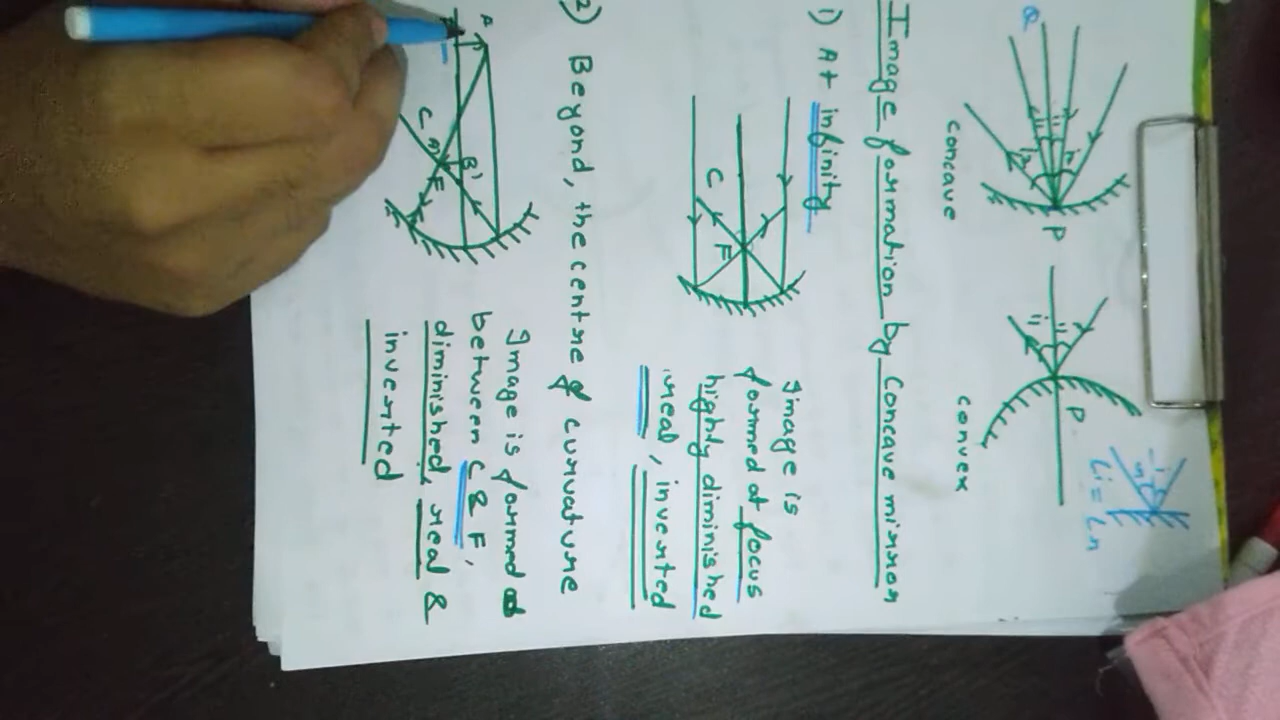 P
P
concave
convex
∠i = ∠r
Image formation by Concave mirror
1) At infinity
C
F
Image is
formed at focus
highly diminished
real, inverted
2) Beyond, the centre of curvature
A
B'
C
A'
F
Image is formed
between C & F,
diminished, real &
inverted